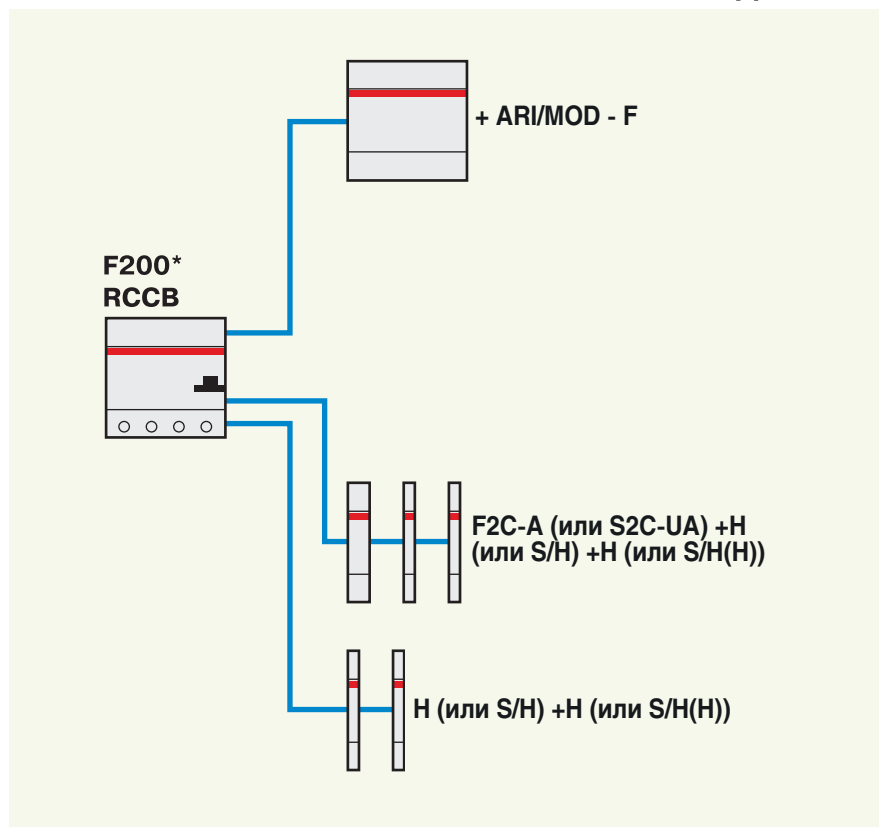 + ARI/MOD - F
F200*
RCCB
F2C-A (или S2C-UA) +H
(или S/H) +H (или S/H(H))
H (или S/H) +H (или S/H(H))